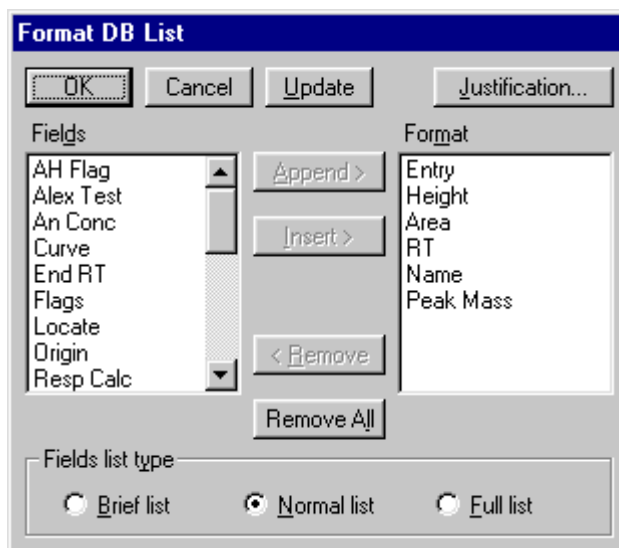 Format DB List
OK Cancel Update Justification...
Fields Format
AH Flag
Alex Test
An Conc
Curve
End RT
Flags
Locate
Origin
Resp Calc
Append >
Insert >
< Remove
Remove All
Entry
Height
Area
RT
Name
Peak Mass
Fields list type
Brief list Normal list Full list